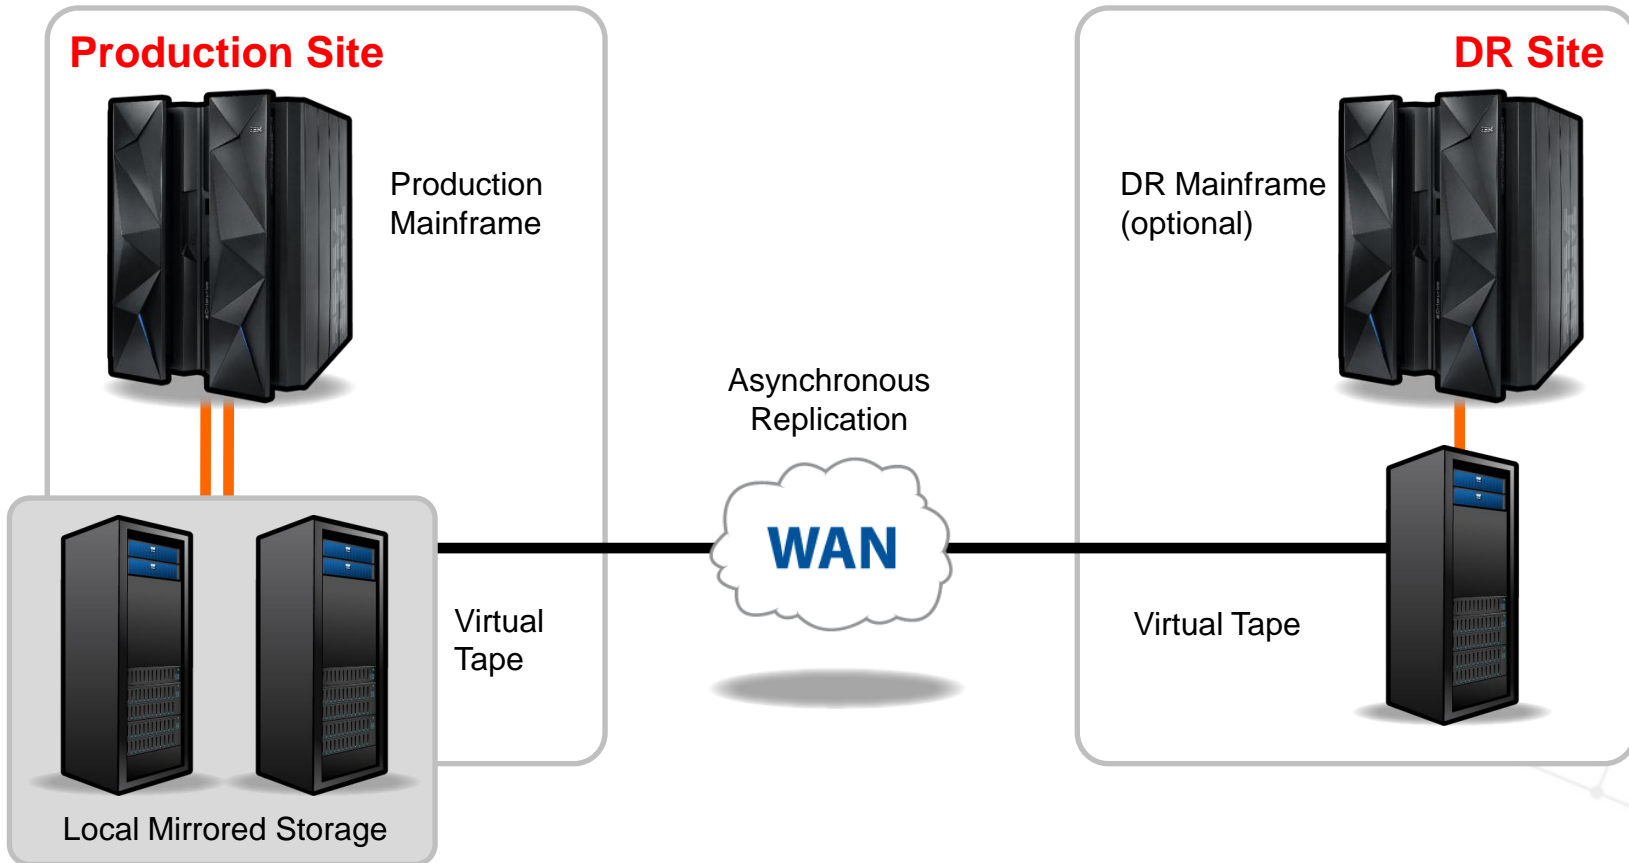 Production Site
DR Site
Production
Mainframe
DR Mainframe
(optional)
Asynchronous
Replication
WAN
Virtual
Tape
Virtual Tape
Local Mirrored Storage